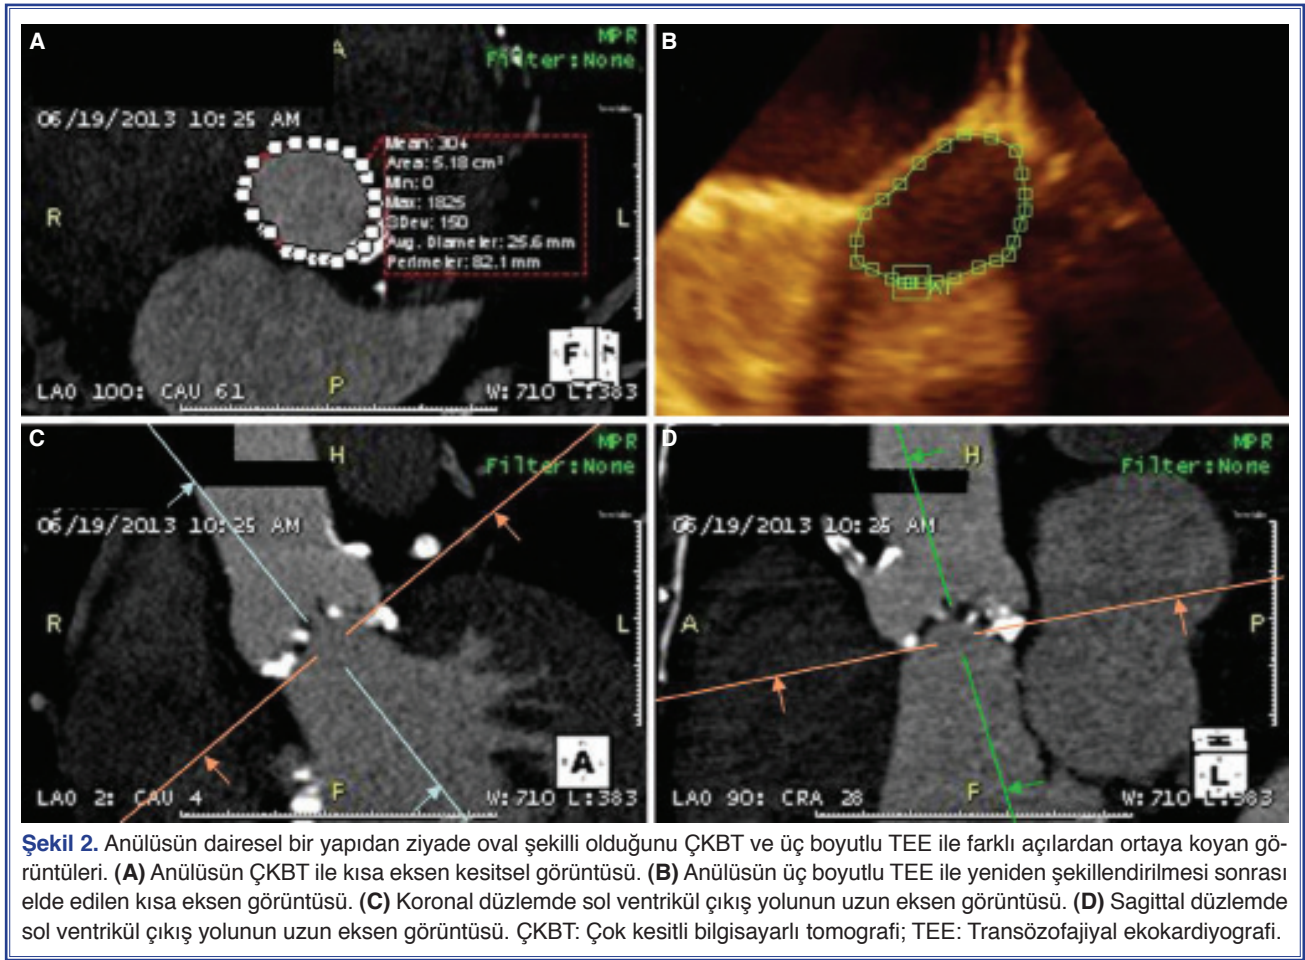 A
A
MPR
Filter:None
06/19/2013 10:25 AM
Mean: 304
Area: 5.18 cm²
Min: 0
Max: 1825
SDev: 150
Avg. Diameter: 25.6 mm
Perimeter: 82.1 mm
R
L
F
P
LAO 100: CAU 61
W:710 L:383
B
C
H
MPR
Filter:None
06/19/2013 10:25 AM
R
L
A
F
LAO 2: CAU 4
W:710 L:383
D
H
MPR
Filter:None
06/19/2013 10:25 AM
A
P
H
L
F
LAO 90: CRA 28
W:710 L:383
Şekil 2. Anülüsün dairesel bir yapıdan ziyade oval şekilli olduğunu ÇKBT ve üç boyutlu TEE ile farklı açılardan ortaya koyan gö-
rüntüleri. (A) Anülüsün ÇKBT ile kısa eksen kesitsel görüntüsü. (B) Anülüsün üç boyutlu TEE ile yeniden şekillendirilmesi sonrası
elde edilen kısa eksen görüntüsü. (C) Koronal düzlemde sol ventrikül çıkış yolunun uzun eksen görüntüsü. (D) Sagittal düzlemde
sol ventrikül çıkış yolunun uzun eksen görüntüsü. ÇKBT: Çok kesitli bilgisayarlı tomografi; TEE: Transözofajiyal ekokardiyografi.